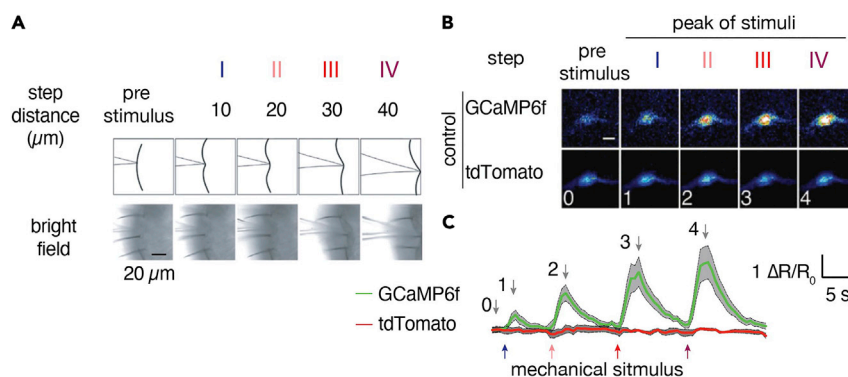 A
I II III IV
step distance (µm)
pre stimulus
10 20 30 40
bright field
20 µm
GCaMP6f
tdTomato
B
peak of stimuli
step
pre stimulus
I II III IV
control
GCaMP6f
tdTomato
0 1 2 3 4
C
0 1 2 3 4
1 ΔR/R0
5 s
mechanical sitmulus